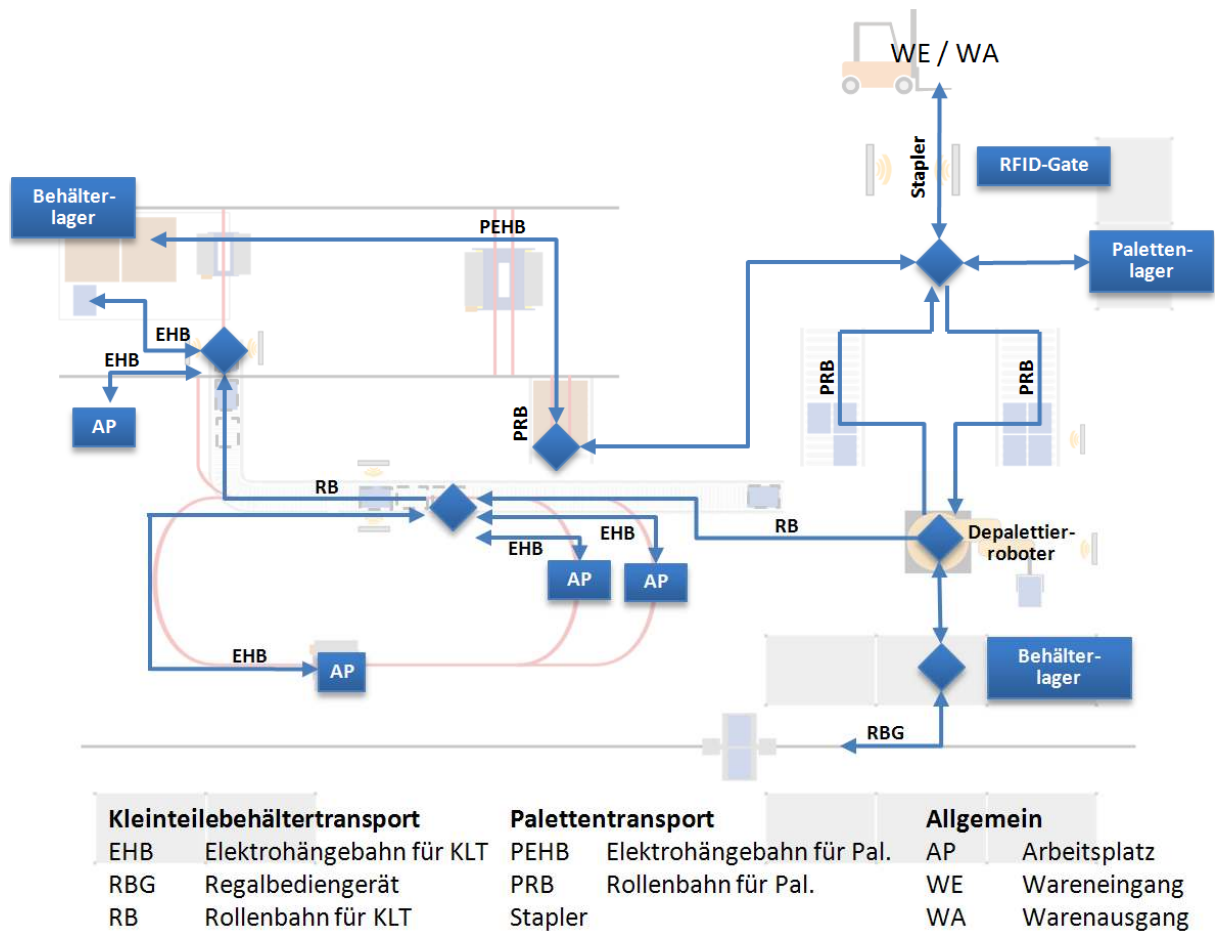 WE / WA
Stapler
RFID-Gate
Behälter-
lager
PEHB
Paletten-
lager
EHB
EHB
AP
PRB
PRB
PRB
RB
RB
Depalettier-
roboter
EHB
EHB
AP
AP
EHB
AP
Behälter-
lager
RBG
Kleinteilebehältertransport
EHB Elektrohängebahn für KLT
RBG Regalbediengerät
RB Rollenbahn für KLT
Palettentransport
PEHB Elektrohängebahn für Pal.
PRB Rollenbahn für Pal.
Stapler
Allgemein
AP Arbeitsplatz
WE Wareneingang
WA Warenausgang